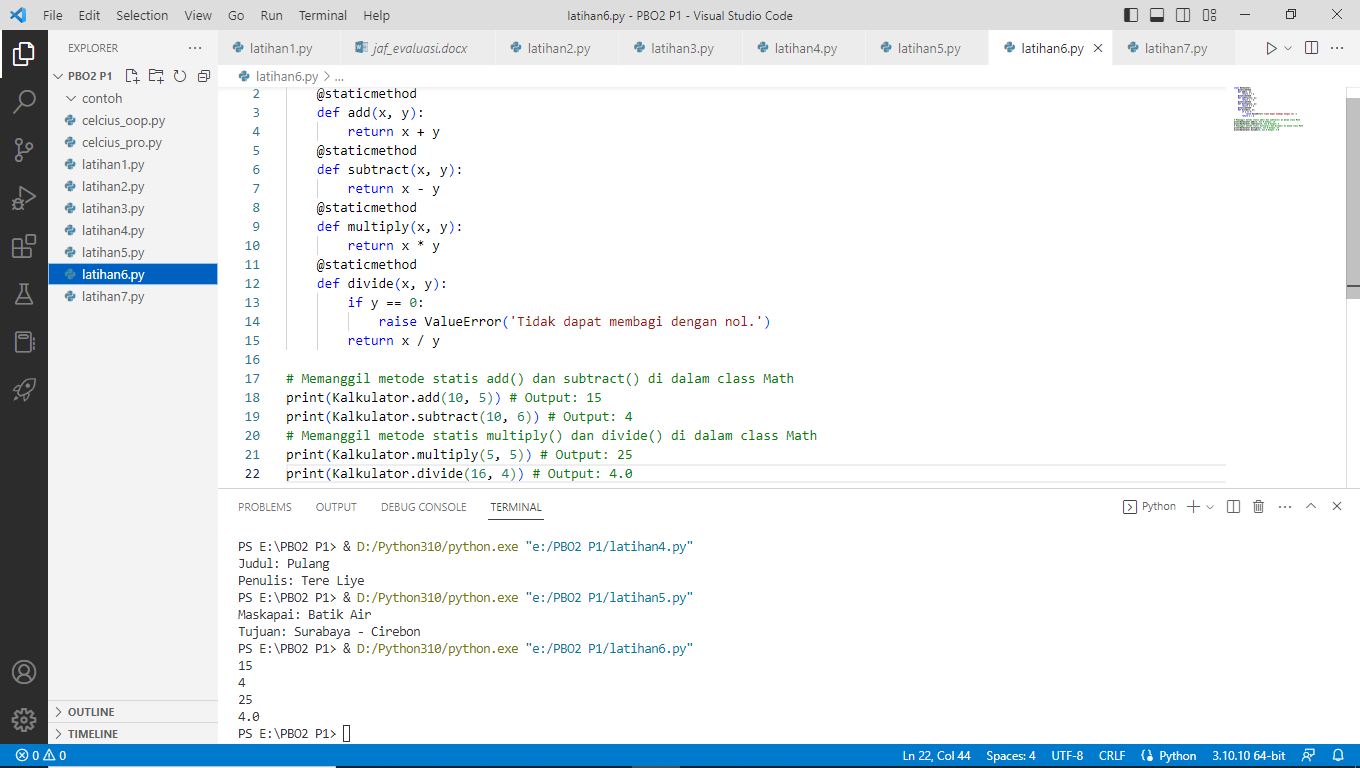 File Edit Selection View Go Run Terminal Help latihan6.py - PBO2 P1 - Visual Studio Code
EXPLORER ··· latihan1.py jaf_evaluasi.docx latihan2.py latihan3.py latihan4.py latihan5.py latihan6.py latihan7.py ···
PBO2 P1
latihan6.py > ...
contoh
celcius_oop.py
celcius_pro.py
latihan1.py
latihan2.py
latihan3.py
latihan4.py
latihan5.py
latihan6.py
latihan7.py
OUTLINE
TIMELINE
2 @staticmethod
3 def add(x, y):
4 return x + y
5 @staticmethod
6 def subtract(x, y):
7 return x - y
8 @staticmethod
9 def multiply(x, y):
10 return x * y
11 @staticmethod
12 def divide(x, y):
13 if y == 0:
14 raise ValueError('Tidak dapat membagi dengan nol.')
15 return x / y
16
17 # Memanggil metode statis add() dan subtract() di dalam class Math
18 print(Kalkulator.add(10, 5)) # Output: 15
19 print(Kalkulator.subtract(10, 6)) # Output: 4
20 # Memanggil metode statis multiply() dan divide() di dalam class Math
21 print(Kalkulator.multiply(5, 5)) # Output: 25
22 print(Kalkulator.divide(16, 4)) # Output: 4.0
PROBLEMS OUTPUT DEBUG CONSOLE TERMINAL Python ···
PS E:\PBO2 P1> & D:/Python310/python.exe "e:/PBO2 P1/latihan4.py"
Judul: Pulang
Penulis: Tere Liye
PS E:\PBO2 P1> & D:/Python310/python.exe "e:/PBO2 P1/latihan5.py"
Maskapai: Batik Air
Tujuan: Surabaya - Cirebon
PS E:\PBO2 P1> & D:/Python310/python.exe "e:/PBO2 P1/latihan6.py"
15
4
25
4.0
PS E:\PBO2 P1>
0 0 Ln 22, Col 44 Spaces: 4 UTF-8 CRLF Python 3.10.10 64-bit